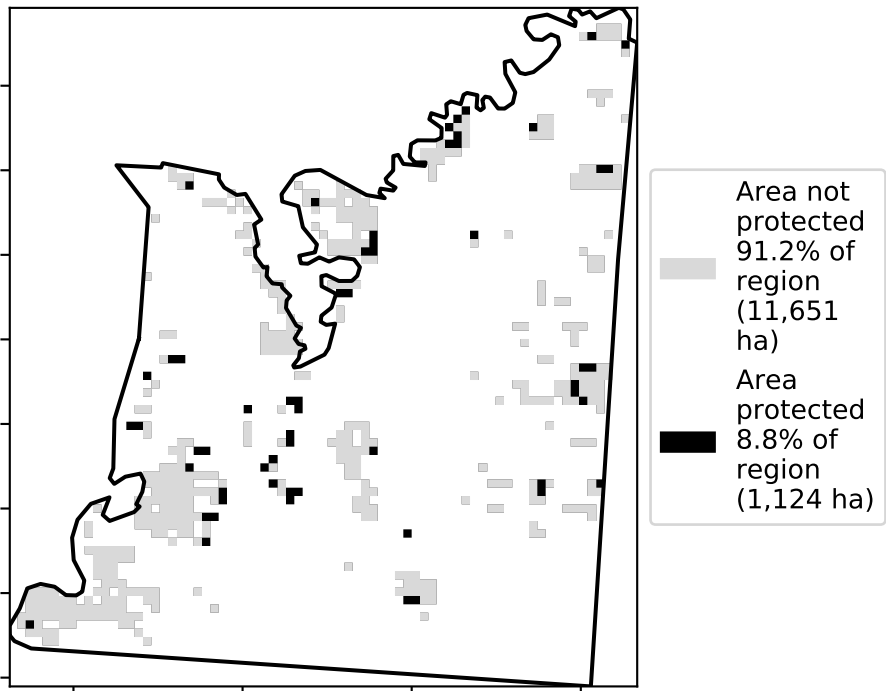 Area not
protected
91.2% of
region
(11,651
ha)
Area
protected
8.8% of
region
(1,124 ha)